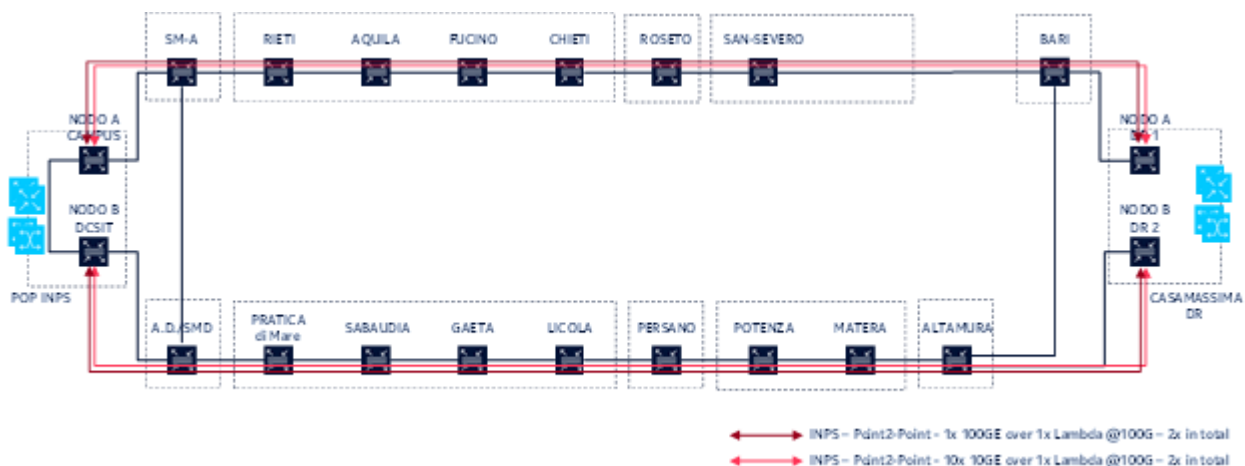 SM-A
RIETI
AQUILA
FUCINO
CHIETI
ROSETO
SAN-SEVERO
BARI
NODO A
CAMPUS
NODO A
1
NODO B
DCSIT
NODO B
DR 2
POP INPS
CASAMASSIMA
DR
A.D./SMD
PRATICA
di Mare
SABAUDIA
GAETA
LICOLA
PERSANO
POTENZA
MATERA
ALTAMURA
INPS – Point2-Point - 1x 100GE over 1x Lambda @100G – 2x in total
INPS – Point2-Point - 10x 10GE over 1x Lambda @100G – 2x in total